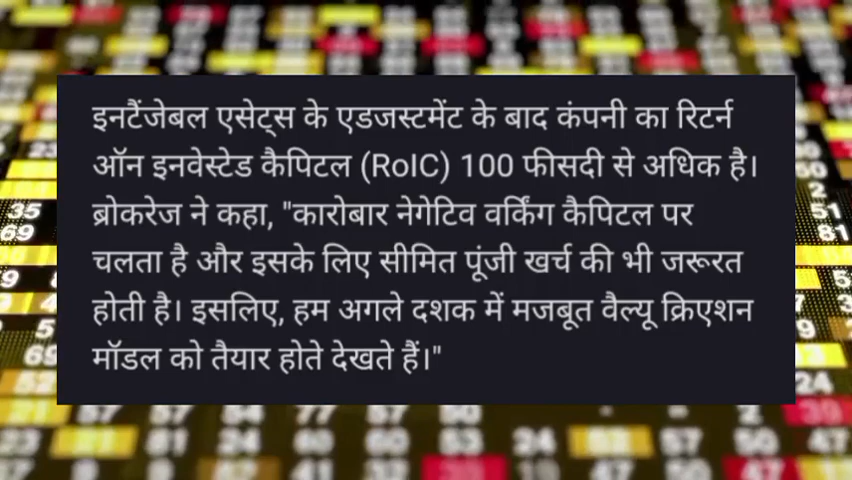 इनटैंजेबल एसेट्स के एडजस्टमेंट के बाद कंपनी का रिटर्न
ऑन इनवेस्टेड कैपिटल (RoIC) 100 फीसदी से अधिक है।
ब्रोकरेज ने कहा, "कारोबार नेगेटिव वर्किंग कैपिटल पर
चलता है और इसके लिए सीमित पूंजी खर्च की भी जरूरत
होती है। इसलिए, हम अगले दशक में मजबूत वैल्यू क्रिएशन
मॉडल को तैयार होते देखते हैं।"